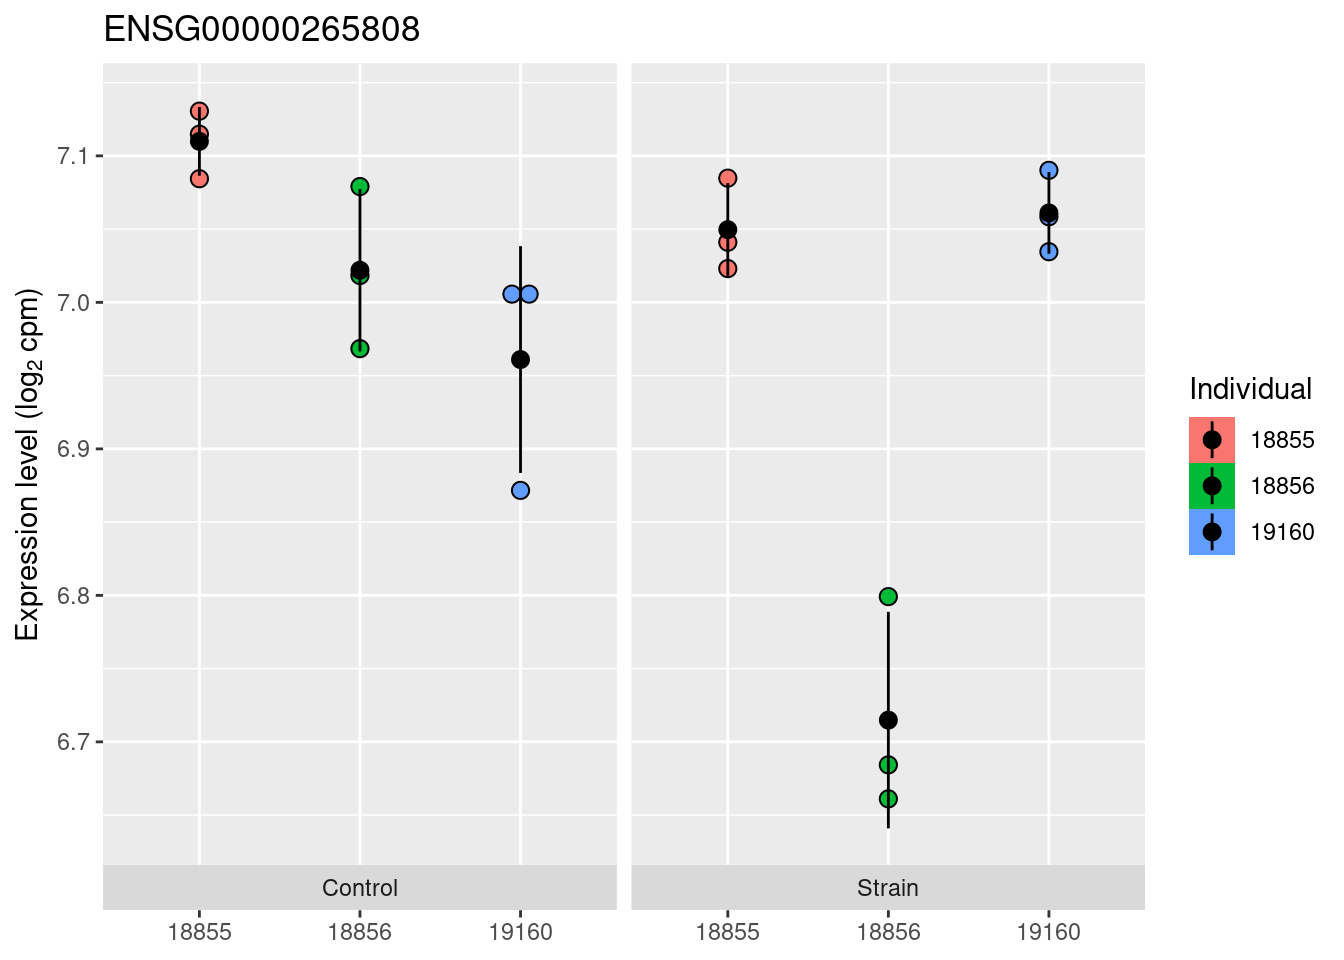 ENSG00000265808
Expression level (log₂ cpm)
7.1
7.0
6.9
6.8
6.7
Control
Strain
18855
18856
19160
18855
18856
19160
Individual
18855
18856
19160